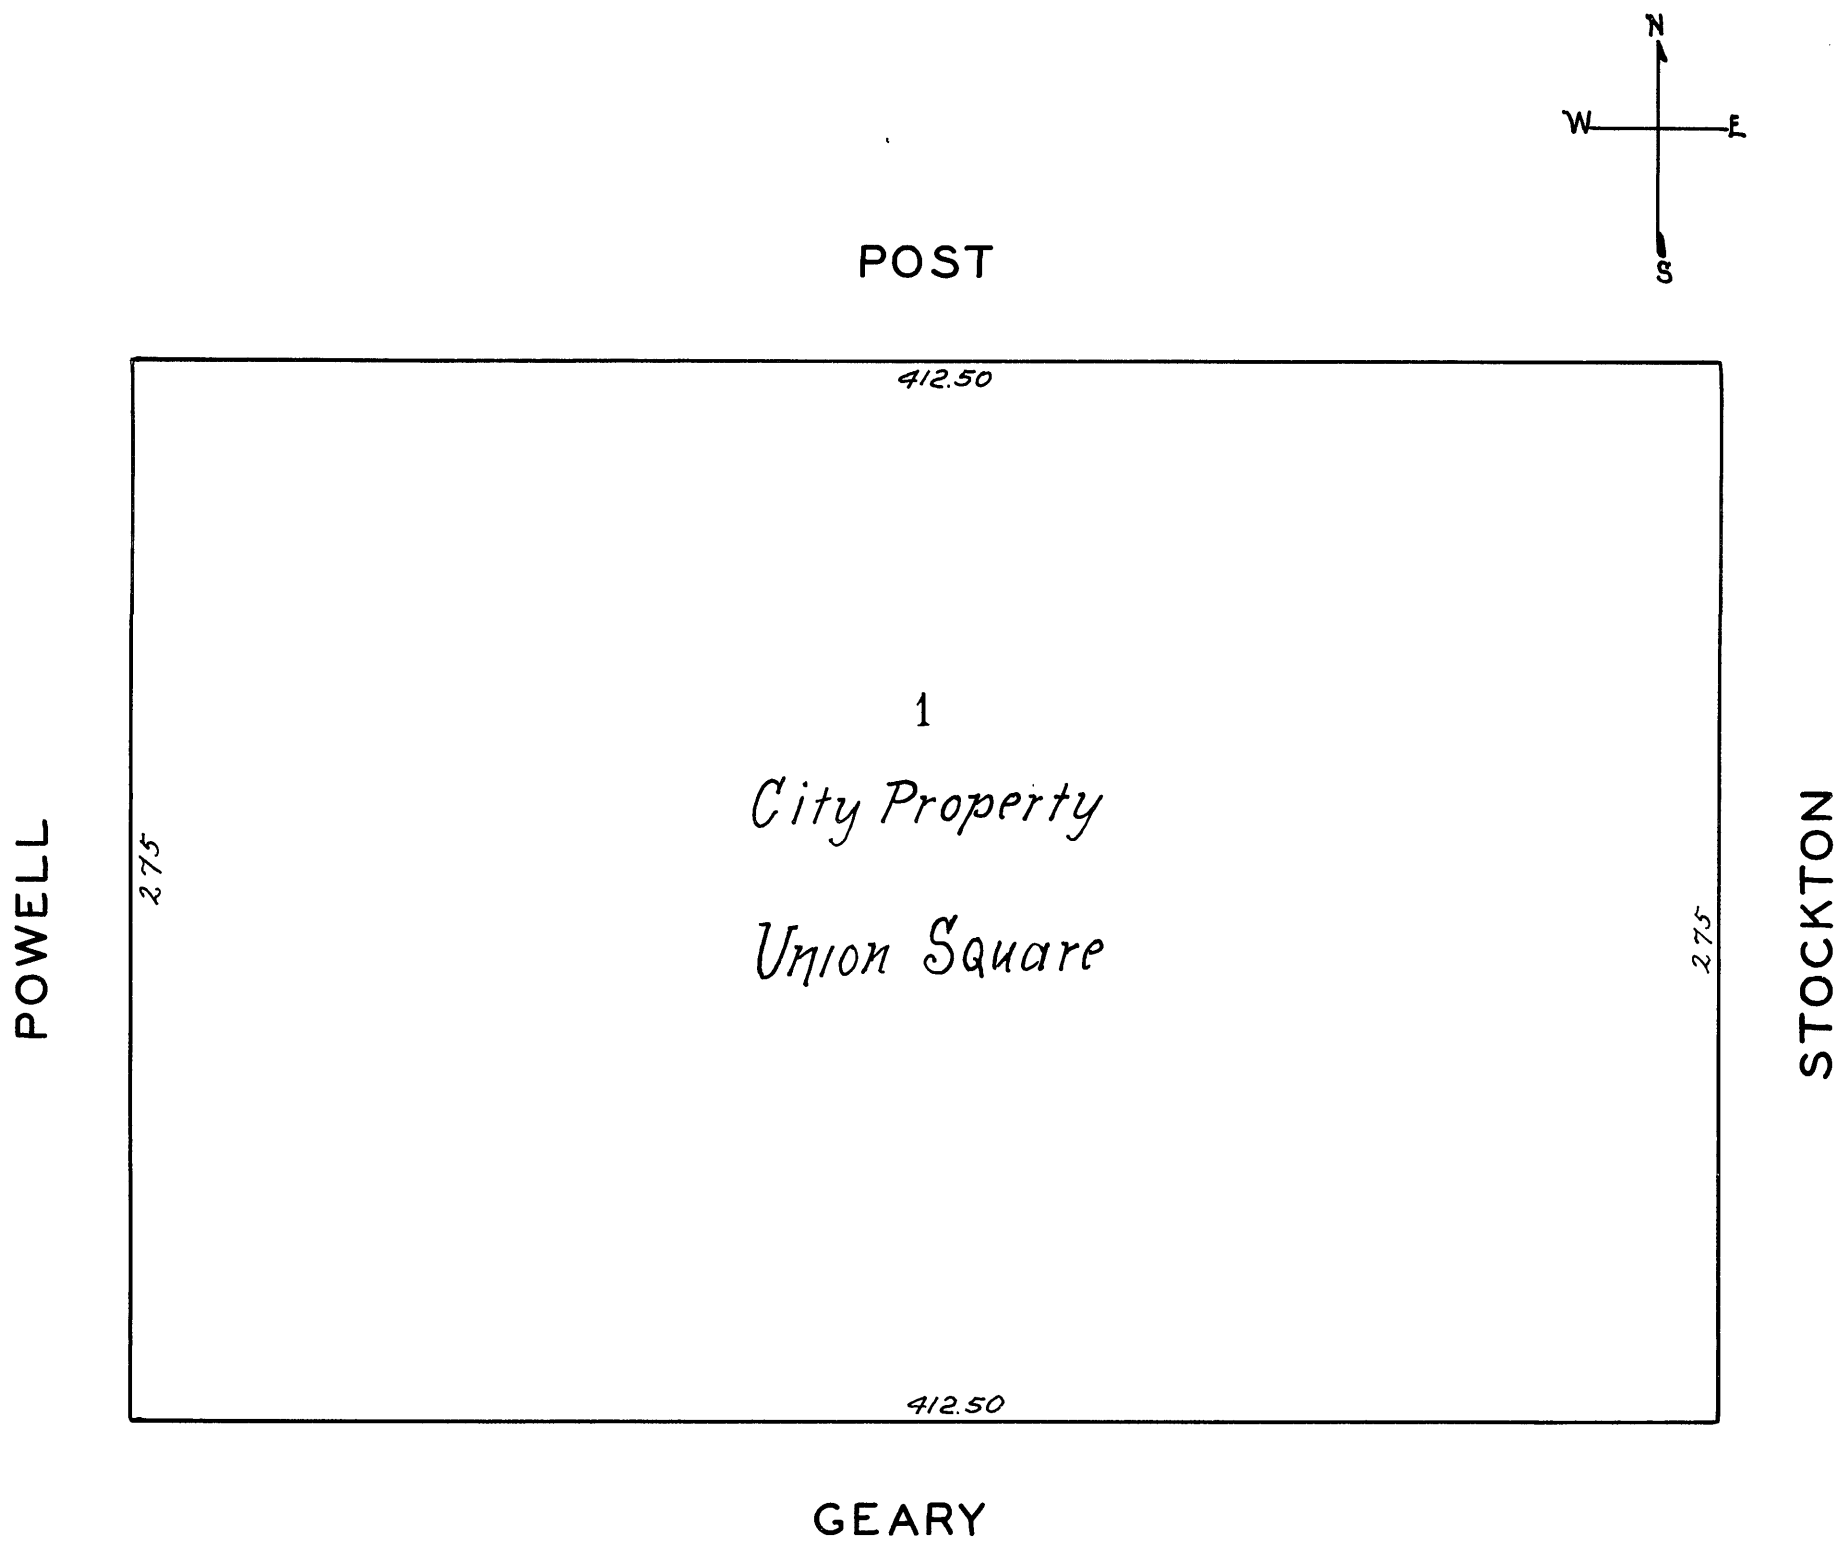 N
W E
S
POST
412.50
1
City Property
Union Square
POWELL
275
275
STOCKTON
412.50
GEARY